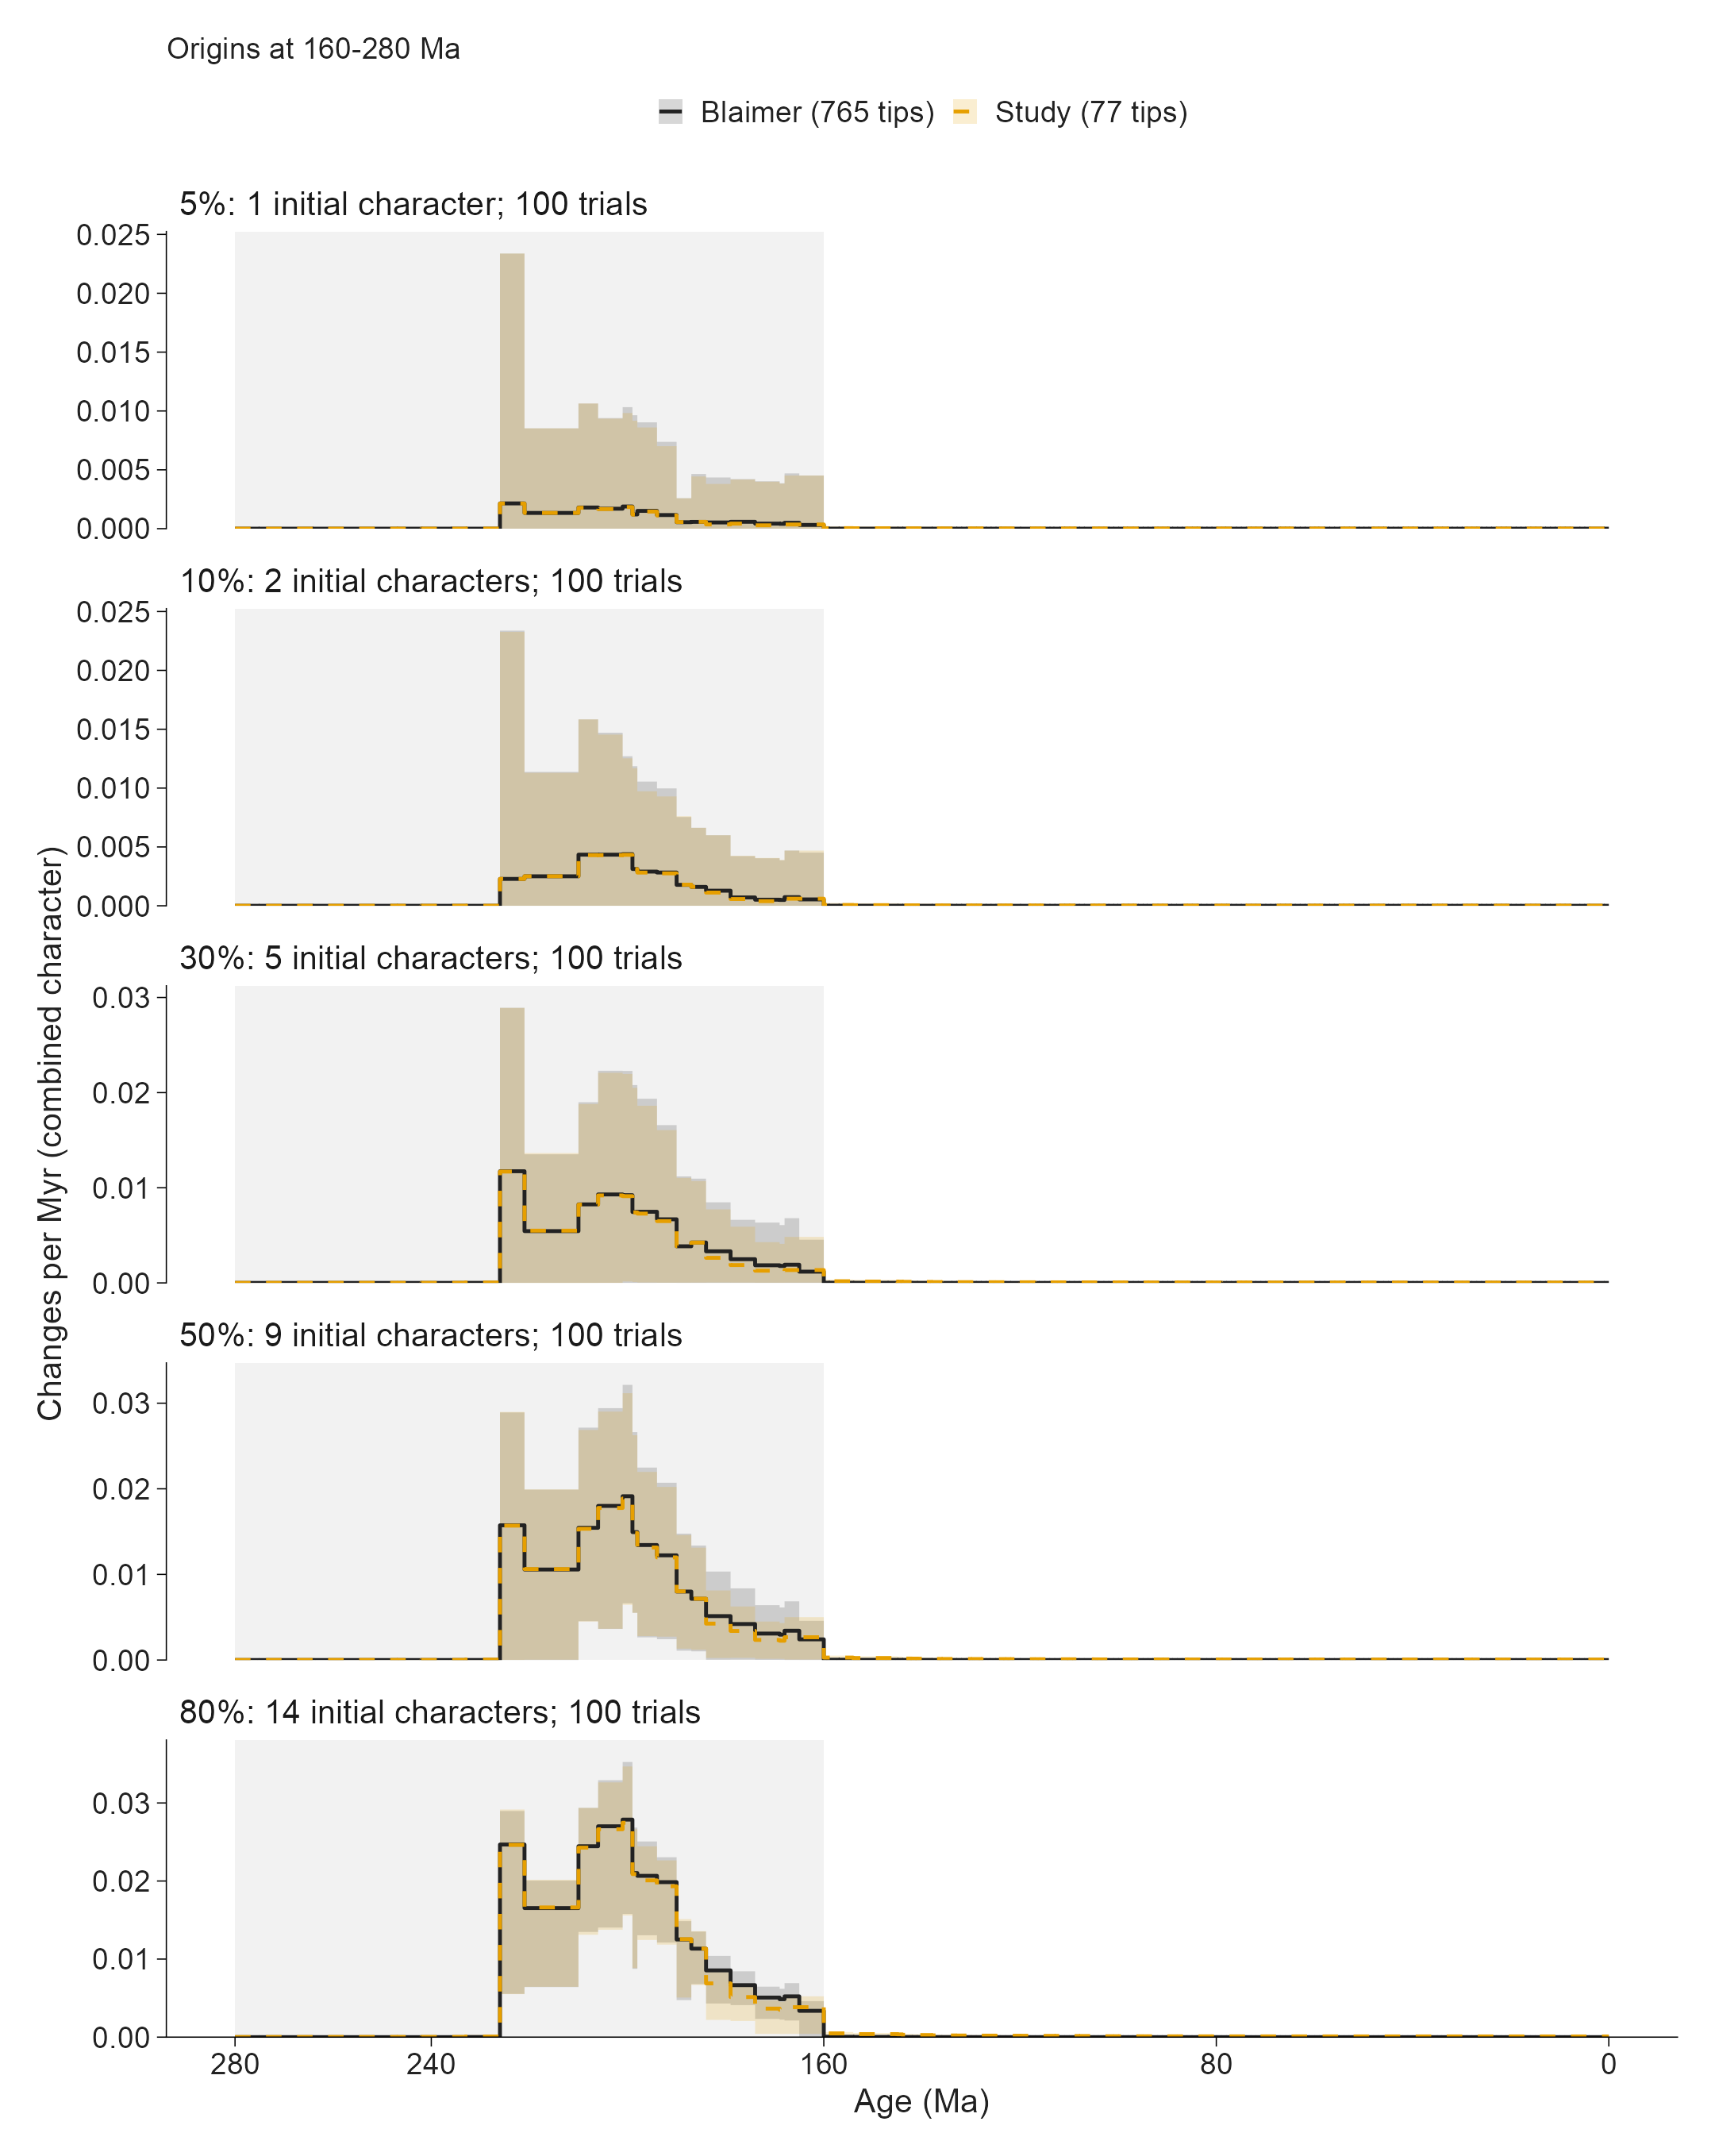 Origins at 160-280 Ma
Blaimer (765 tips) Study (77 tips)
5%: 1 initial character; 100 trials
0.025
0.020
0.015
0.010
0.005
0.000
10%: 2 initial characters; 100 trials
0.025
0.020
0.015
0.010
0.005
0.000
30%: 5 initial characters; 100 trials
0.03
0.02
0.01
0.00
50%: 9 initial characters; 100 trials
0.03
0.02
0.01
0.00
80%: 14 initial characters; 100 trials
0.03
0.02
0.01
0.00
280 240 160 80 0
Age (Ma)
Changes per Myr (combined character)